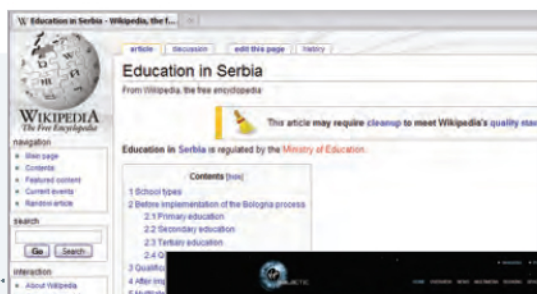 Education in Serbia - Wikipedia, the f...
article discussion edit this page history
Education in Serbia
From Wikipedia, the free encyclopedia
WIKIPEDIA
The Free Encyclopedia
This article may require cleanup to meet Wikipedia's quality stan
Education in Serbia is regulated by the Ministry of Education.
navigation
Main page
Contents
Featured content
Current events
Random article
search
Go Search
interaction
About Wikipedia
Contents [hide]
1 School types
2 Before implementation of the Bologna process
2.1 Primary education
2.2 Secondary education
2.3 Tertiary education
2.4
3 Qualific
4 After imp